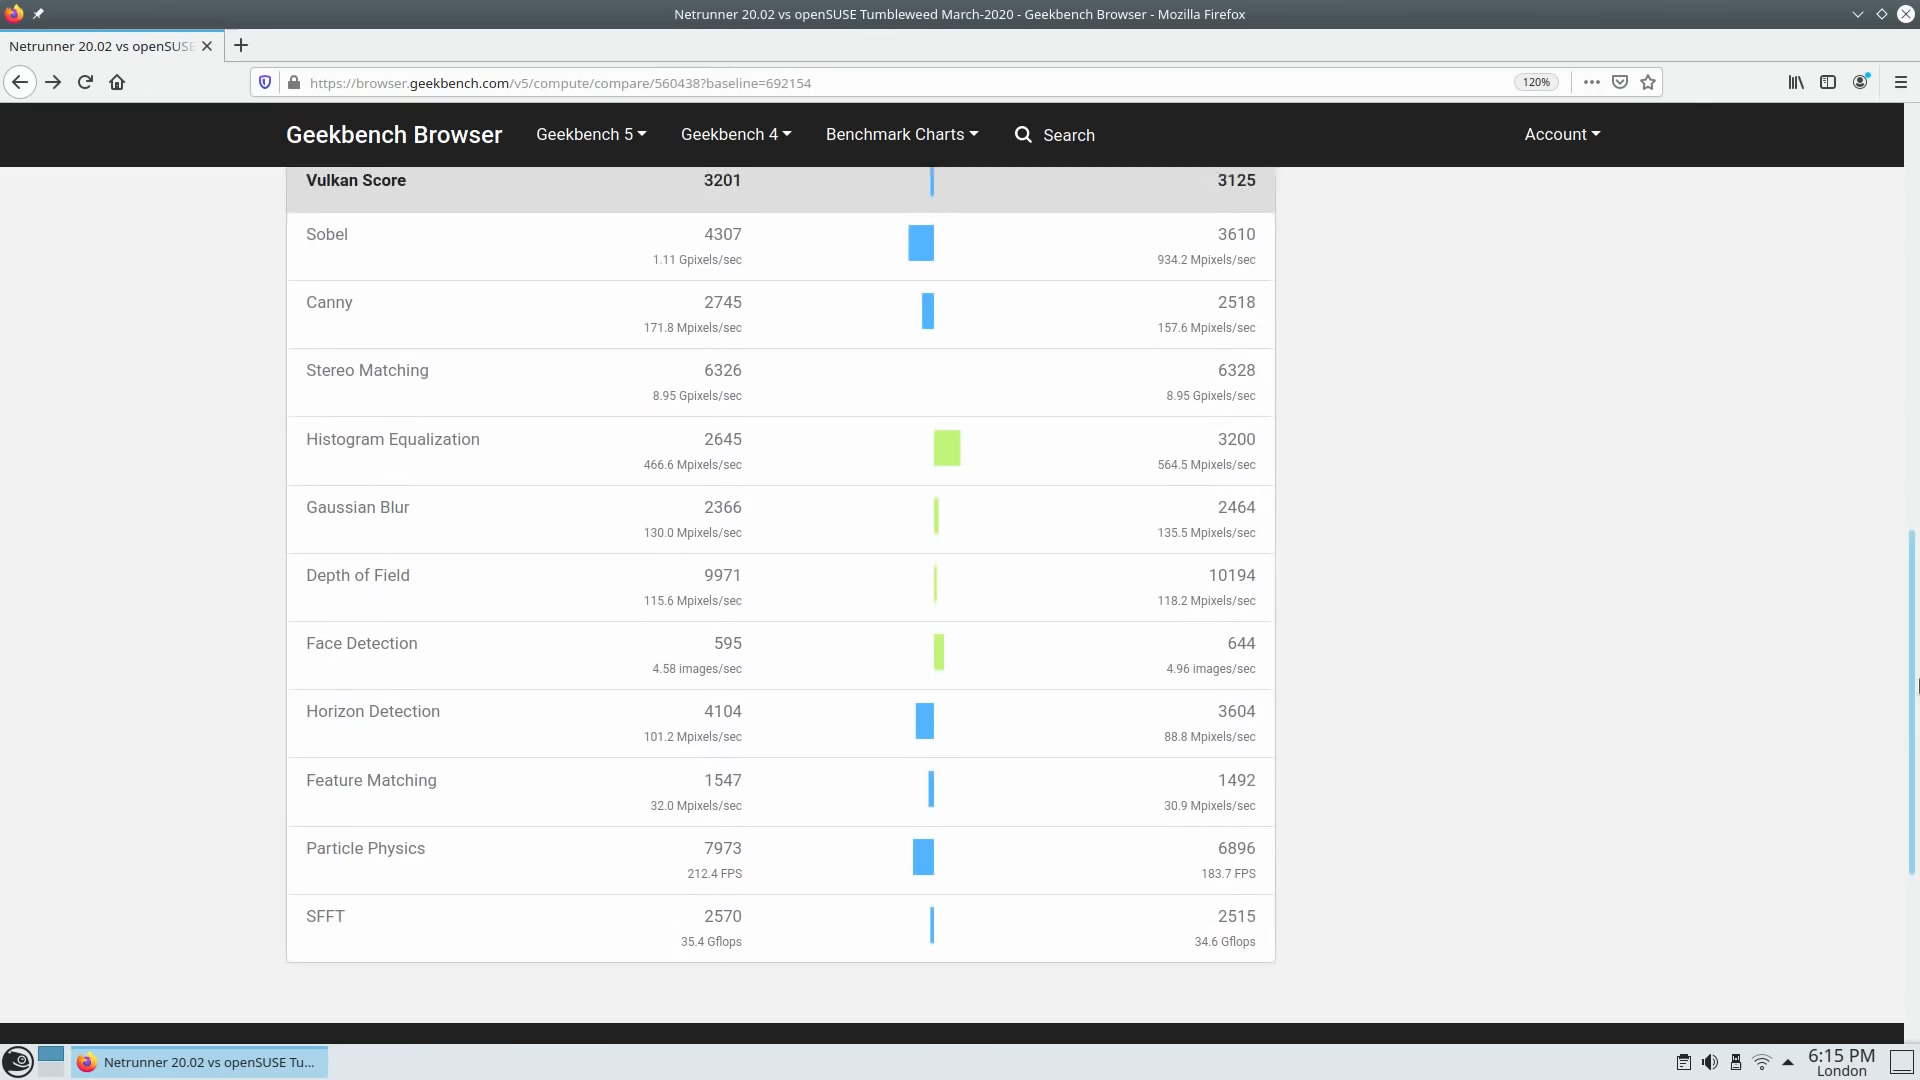 Netrunner 20.02 vs openSUSE Tumbleweed March-2020 - Geekbench Browser - Mozilla Firefox
Netrunner 20.02 vs openSUSE
https://browser.geekbench.com/v5/compute/compare/560438?baseline=692154
120%
Geekbench Browser Geekbench 5 Geekbench 4 Benchmark Charts Search Account
Vulkan Score 3201 3125
Sobel 4307 3610
1.11 Gpixels/sec 934.2 Mpixels/sec
Canny 2745 2518
171.8 Mpixels/sec 157.6 Mpixels/sec
Stereo Matching 6326 6328
8.95 Gpixels/sec 8.95 Gpixels/sec
Histogram Equalization 2645 3200
466.6 Mpixels/sec 564.5 Mpixels/sec
Gaussian Blur 2366 2464
130.0 Mpixels/sec 135.5 Mpixels/sec
Depth of Field 9971 10194
115.6 Mpixels/sec 118.2 Mpixels/sec
Face Detection 595 644
4.58 images/sec 4.96 images/sec
Horizon Detection 4104 3604
101.2 Mpixels/sec 88.8 Mpixels/sec
Feature Matching 1547 1492
32.0 Mpixels/sec 30.9 Mpixels/sec
Particle Physics 7973 6896
212.4 FPS 183.7 FPS
SFFT 2570 2515
35.4 Gflops 34.6 Gflops
Netrunner 20.02 vs openSUSE Tu...
6:15 PM
London